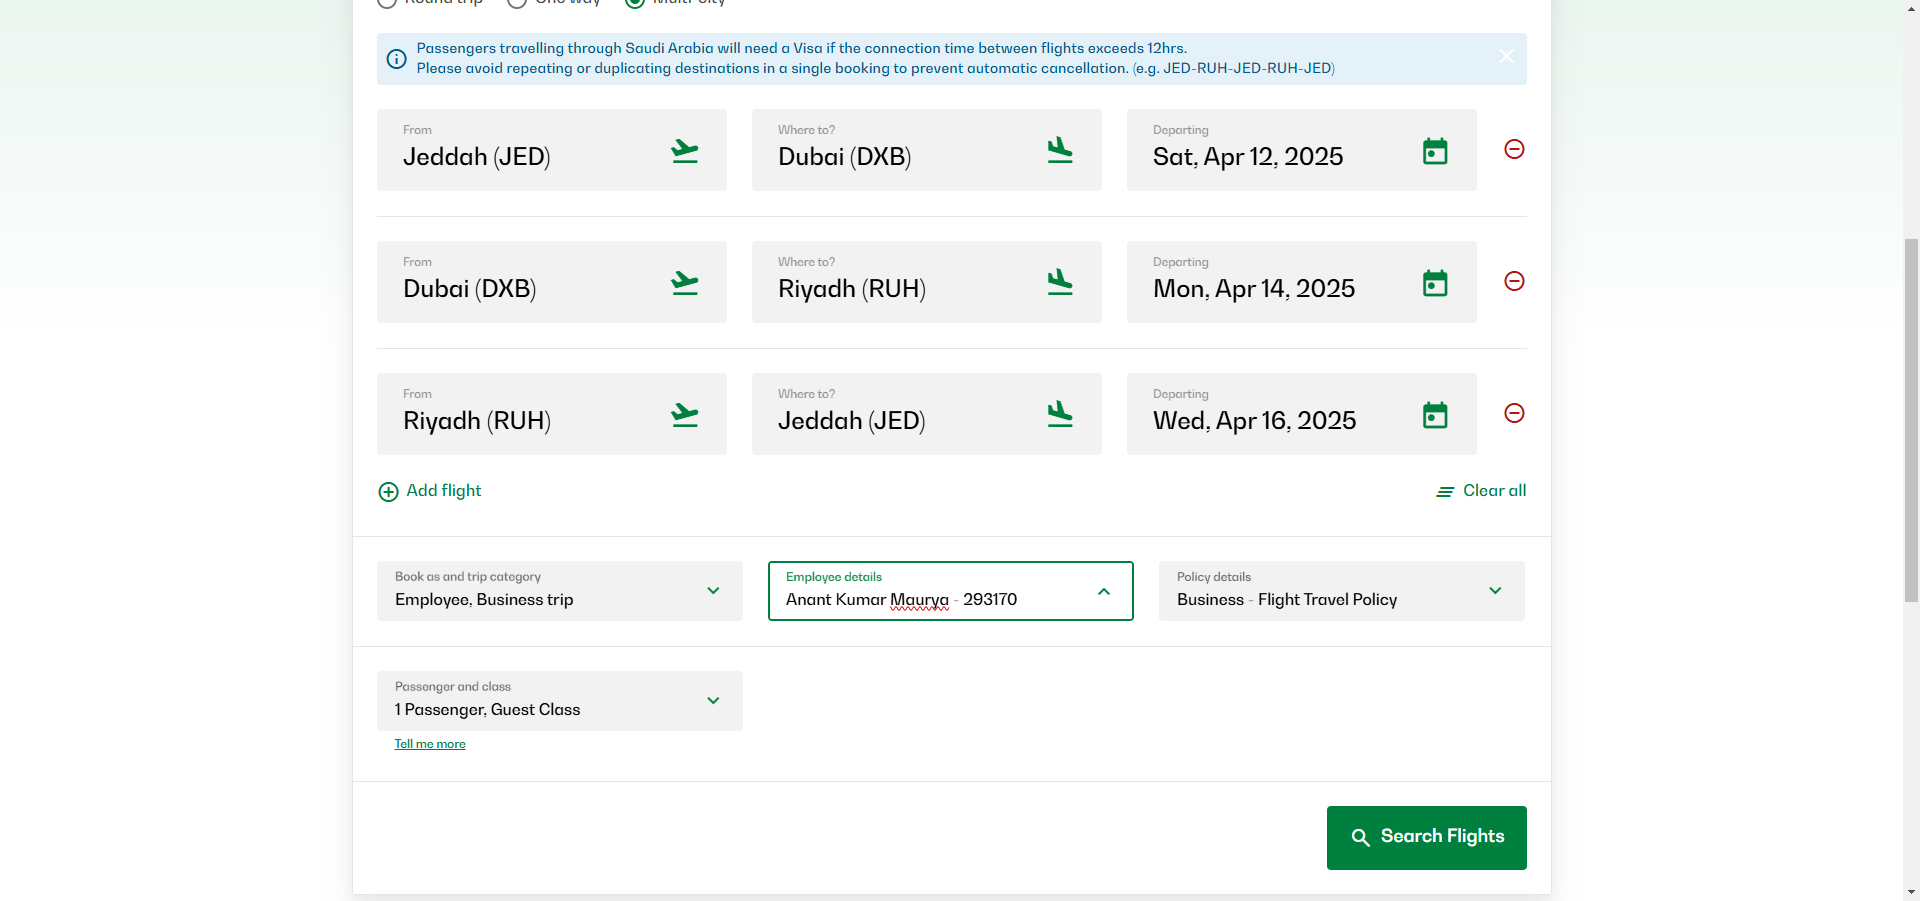 Round trip One way Multi-city
Passengers travelling through Saudi Arabia will need a Visa if the connection time between flights exceeds 12hrs.
Please avoid repeating or duplicating destinations in a single booking to prevent automatic cancellation. (e.g. JED-RUH-JED-RUH-JED)
From
Jeddah (JED)
Where to?
Dubai (DXB)
Departing
Sat, Apr 12, 2025
From
Dubai (DXB)
Where to?
Riyadh (RUH)
Departing
Mon, Apr 14, 2025
From
Riyadh (RUH)
Where to?
Jeddah (JED)
Departing
Wed, Apr 16, 2025
Add flight
Clear all
Book as and trip category
Employee, Business trip
Employee details
Anant Kumar Maurya - 293170
Policy details
Business - Flight Travel Policy
Passenger and class
1 Passenger, Guest Class
Tell me more
Search Flights